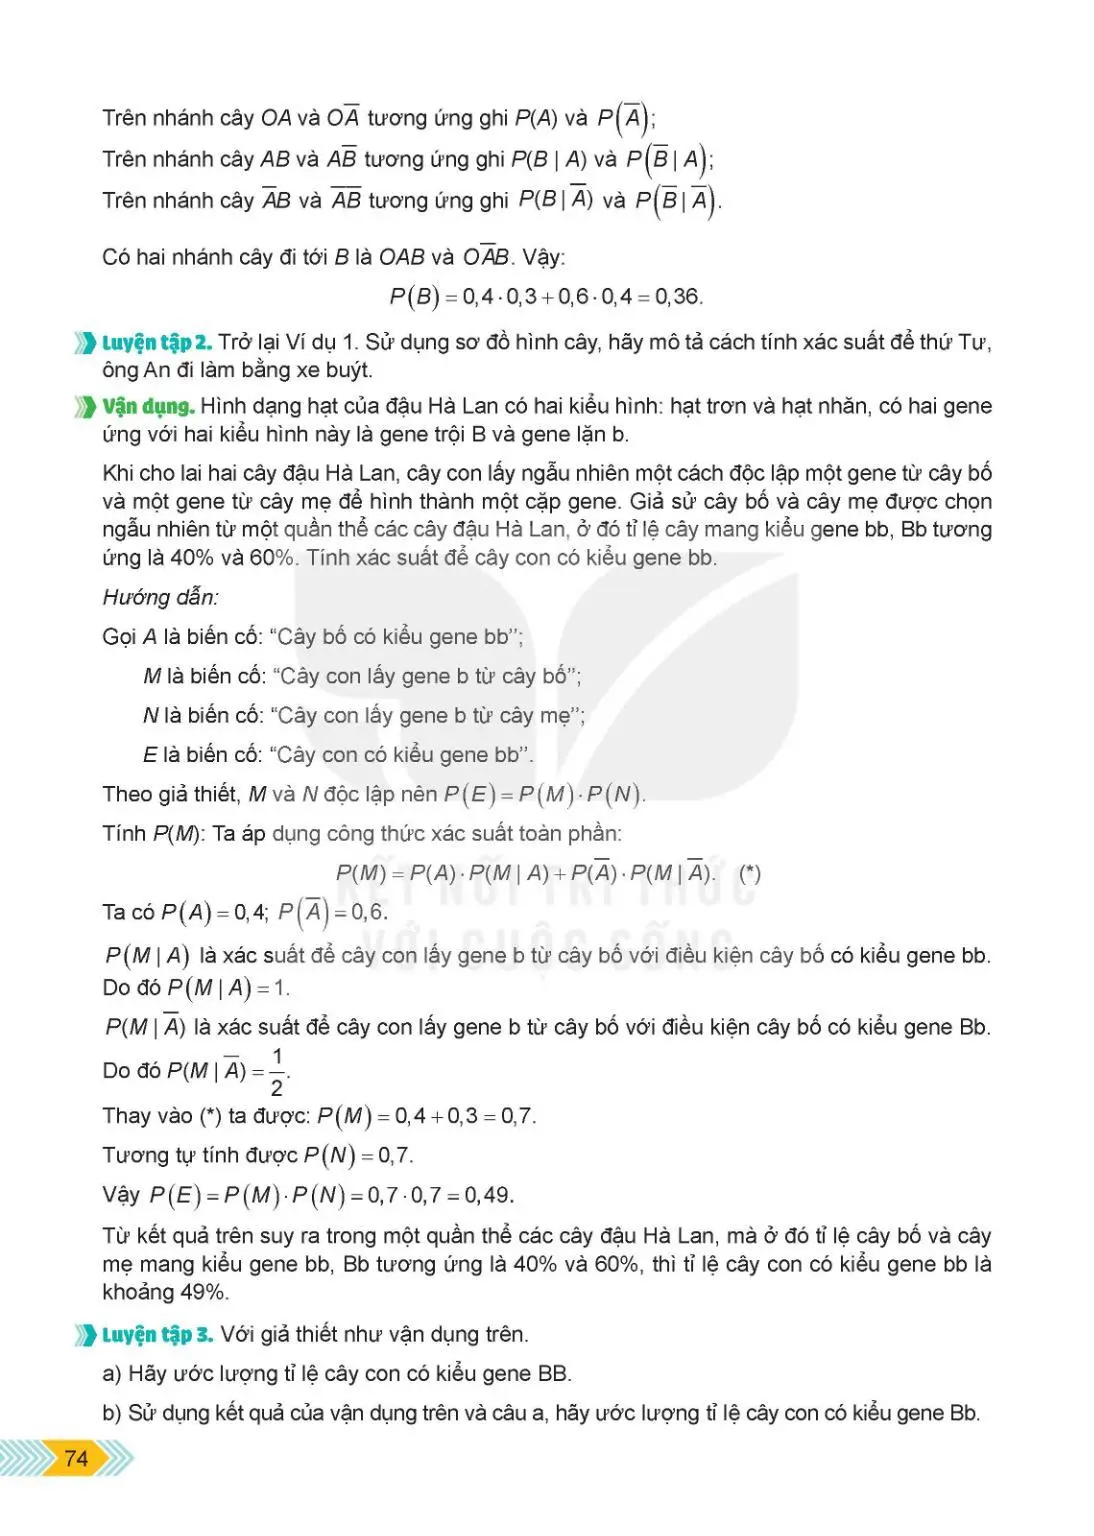 Trên nhánh cây OA và OA̅ tương ứng ghi P(A) và P(A̅);
Trên nhánh cây AB và AB̅ tương ứng ghi P(B | A) và P(B̅ | A);
Trên nhánh cây A̅B và A̅B̅ tương ứng ghi P(B | A̅) và P(B̅ | A̅).
Có hai nhánh cây đi tới B là OAB và OA̅B. Vậy:
P(B) = 0,4 · 0,3 + 0,6 · 0,4 = 0,36.
Luyện tập 2. Trở lại Ví dụ 1. Sử dụng sơ đồ hình cây, hãy mô tả cách tính xác suất để thứ Tư,
ông An đi làm bằng xe buýt.
Vận dụng. Hình dạng hạt của đậu Hà Lan có hai kiểu hình: hạt trơn và hạt nhăn, có hai gene
ứng với hai kiểu hình này là gene trội B và gene lặn b.
Khi cho lai hai cây đậu Hà Lan, cây con lấy ngẫu nhiên một cách độc lập một gene từ cây bố
và một gene từ cây mẹ để hình thành một cặp gene. Giả sử cây bố và cây mẹ được chọn
ngẫu nhiên từ một quần thể các cây đậu Hà Lan, ở đó tỉ lệ cây mang kiểu gene bb, Bb tương
ứng là 40% và 60%. Tính xác suất để cây con có kiểu gene bb.
Hướng dẫn:
Gọi A là biến cố: “Cây bố có kiểu gene bb”;
M là biến cố: “Cây con lấy gene b từ cây bố”;
N là biến cố: “Cây con lấy gene b từ cây mẹ”;
E là biến cố: “Cây con có kiểu gene bb”.
Theo giả thiết, M và N độc lập nên P(E) = P(M) · P(N).
Tính P(M): Ta áp dụng công thức xác suất toàn phần:
P(M) = P(A) · P(M | A) + P(A̅) · P(M | A̅). (*)
KẾT NỐI TRI THỨC
Ta có P(A) = 0,4; P(A̅) = 0,6.
VỚI CUỘC SỐNG
P(M | A) là xác suất để cây con lấy gene b từ cây bố với điều kiện cây bố có kiểu gene bb.
Do đó P(M | A) = 1.
P(M | A̅) là xác suất để cây con lấy gene b từ cây bố với điều kiện cây bố có kiểu gene Bb.
Do đó P(M | A̅) = 1/2.
Thay vào (*) ta được: P(M) = 0,4 + 0,3 = 0,7.
Tương tự tính được P(N) = 0,7.
Vậy P(E) = P(M) · P(N) = 0,7 · 0,7 = 0,49.
Từ kết quả trên suy ra trong một quần thể các cây đậu Hà Lan, mà ở đó tỉ lệ cây bố và cây
mẹ mang kiểu gene bb, Bb tương ứng là 40% và 60%, thì tỉ lệ cây con có kiểu gene bb là
khoảng 49%.
Luyện tập 3. Với giả thiết như vận dụng trên.
a) Hãy ước lượng tỉ lệ cây con có kiểu gene BB.
b) Sử dụng kết quả của vận dụng trên và câu a, hãy ước lượng tỉ lệ cây con có kiểu gene Bb.
74